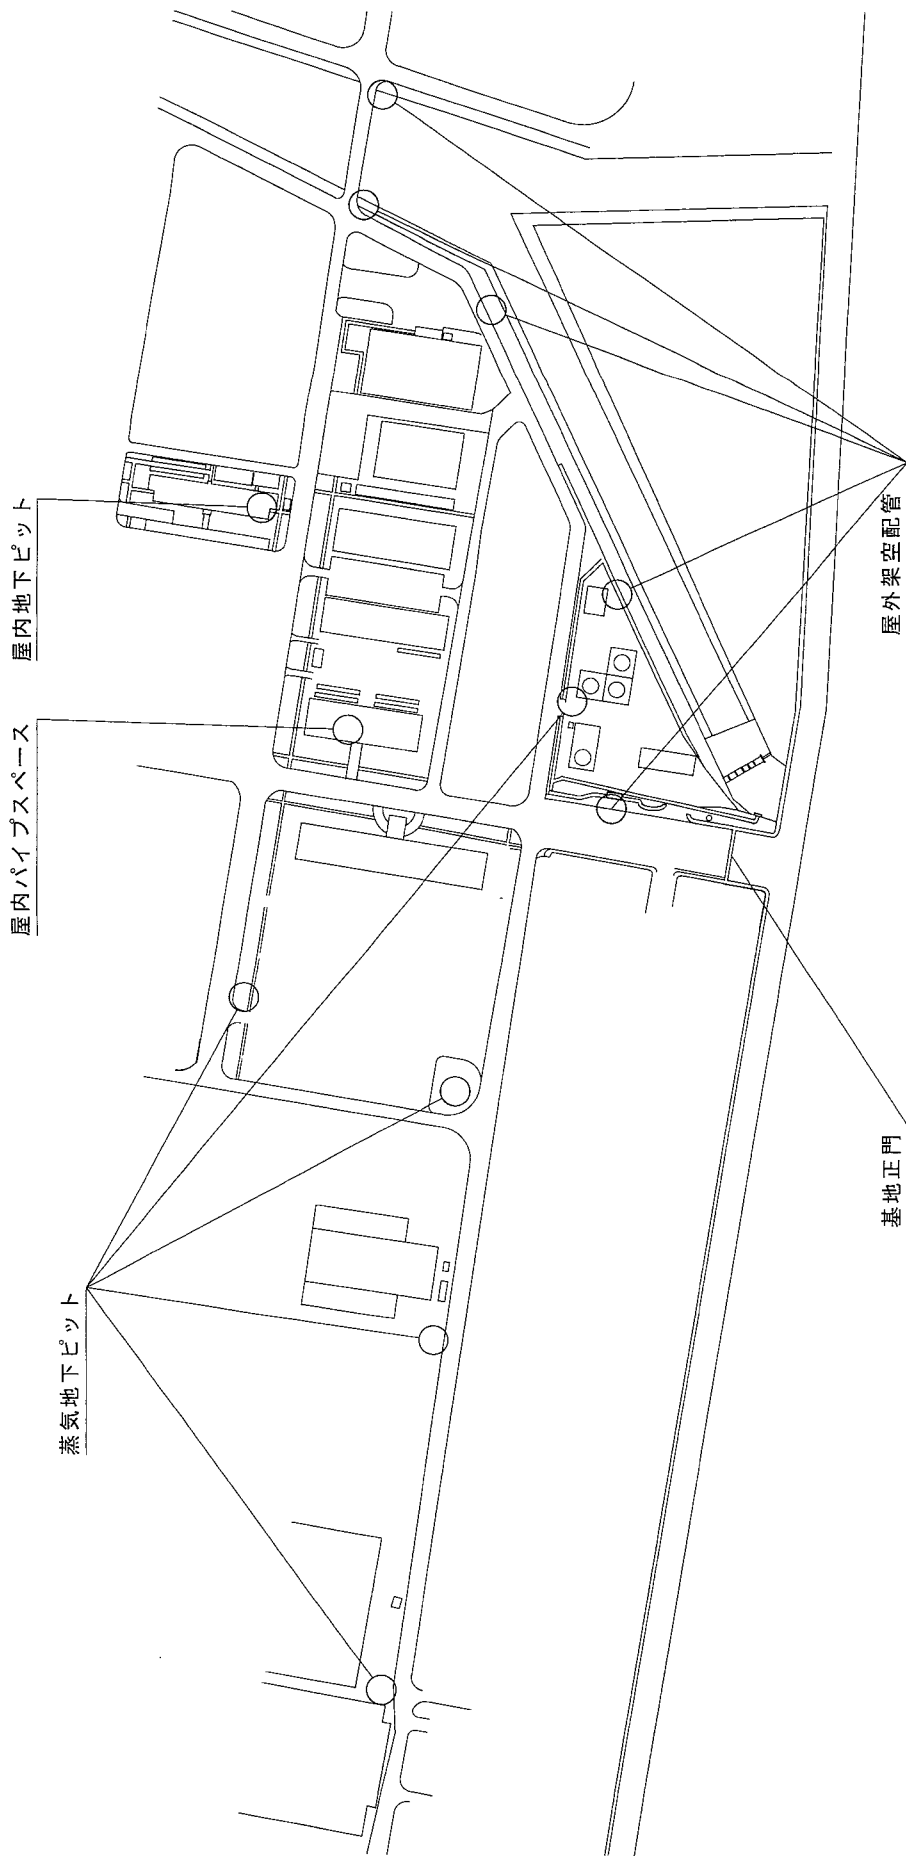 蒸気地下ピット
屋内パイプスペース
屋内地下ピット
基地正門
屋外架空配管